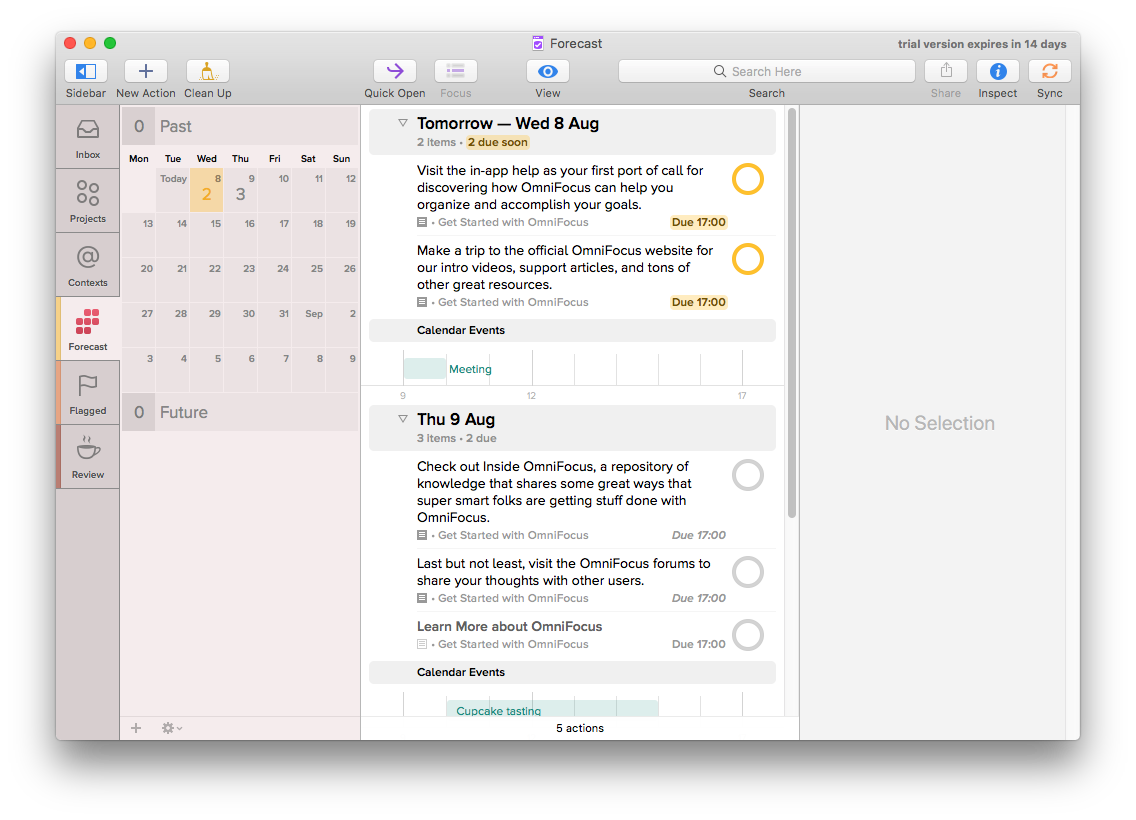 Forecast
trial version expires in 14 days
Search Here
Sidebar New Action Clean Up Quick Open Focus View Search Share Inspect Sync
Inbox
Projects
Contexts
Forecast
Flagged
Review
0 Past
Mon Tue Wed Thu Fri Sat Sun
Today 8 9 10 11 12
2 3
13 14 15 16 17 18 19
20 21 22 23 24 25 26
27 28 29 30 31 Sep 2
3 4 5 6 7 8 9
0 Future
Tomorrow — Wed 8 Aug
2 items • 2 due soon
Visit the in-app help as your first port of call for
discovering how OmniFocus can help you
organize and accomplish your goals.
• Get Started with OmniFocus Due 17:00
Make a trip to the official OmniFocus website for
our intro videos, support articles, and tons of
other great resources.
• Get Started with OmniFocus Due 17:00
Calendar Events
Meeting
9 12 17
Thu 9 Aug
3 items • 2 due
Check out Inside OmniFocus, a repository of
knowledge that shares some great ways that
super smart folks are getting stuff done with
OmniFocus.
• Get Started with OmniFocus Due 17:00
Last but not least, visit the OmniFocus forums to
share your thoughts with other users.
• Get Started with OmniFocus Due 17:00
Learn More about OmniFocus
• Get Started with OmniFocus Due 17:00
Calendar Events
Cupcake tasting
5 actions
No Selection